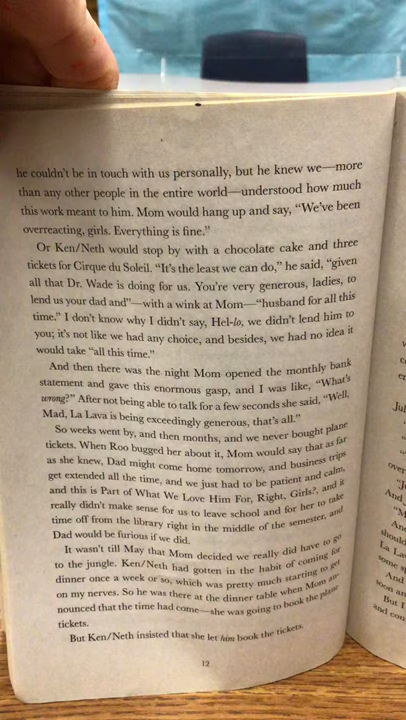 he couldn't be in touch with us personally, but he knew we—more
than any other people in the entire world—understood how much
this work meant to him. Mom would hang up and say, "We've been
overreacting, girls. Everything is fine."
Or Ken/Neth would stop by with a chocolate cake and three
tickets for Cirque du Soleil. "It's the least we can do," he said, "given
all that Dr. Wade is doing for us. You're very generous, ladies, to
lend us your dad and"—with a wink at Mom—"husband for all this
time." I don't know why I didn't say, Hel-lo, we didn't lend him to
you; it's not like we had any choice, and besides, we had no idea it
would take "all this time."
And then there was the night Mom opened the monthly bank
statement and gave this enormous gasp, and I was like, "What's
wrong?" After not being able to talk for a few seconds she said, "Well,
Mad, La Lava is being exceedingly generous, that's all."
So weeks went by, and then months, and we never bought plane
tickets. When Roo bugged her about it, Mom would say that as far
as she knew, Dad might come home tomorrow, and business trips
get extended all the time, and we just had to be patient and calm,
and this is Part of What We Love Him For, Right, Girls?, and it
really didn't make sense for us to leave school and for her to take
time off from the library right in the middle of the semester, and
Dad would be furious if we did.
It wasn't till May that Mom decided we really did have to go
to the jungle. Ken/Neth had gotten in the habit of coming for
dinner once a week or so, which was pretty much starting to get
on my nerves. So he was there at the dinner table when Mom an-
nounced that the time had come—she was going to book the plane
tickets.
But Ken/Neth insisted that she let him book the tickets.
12